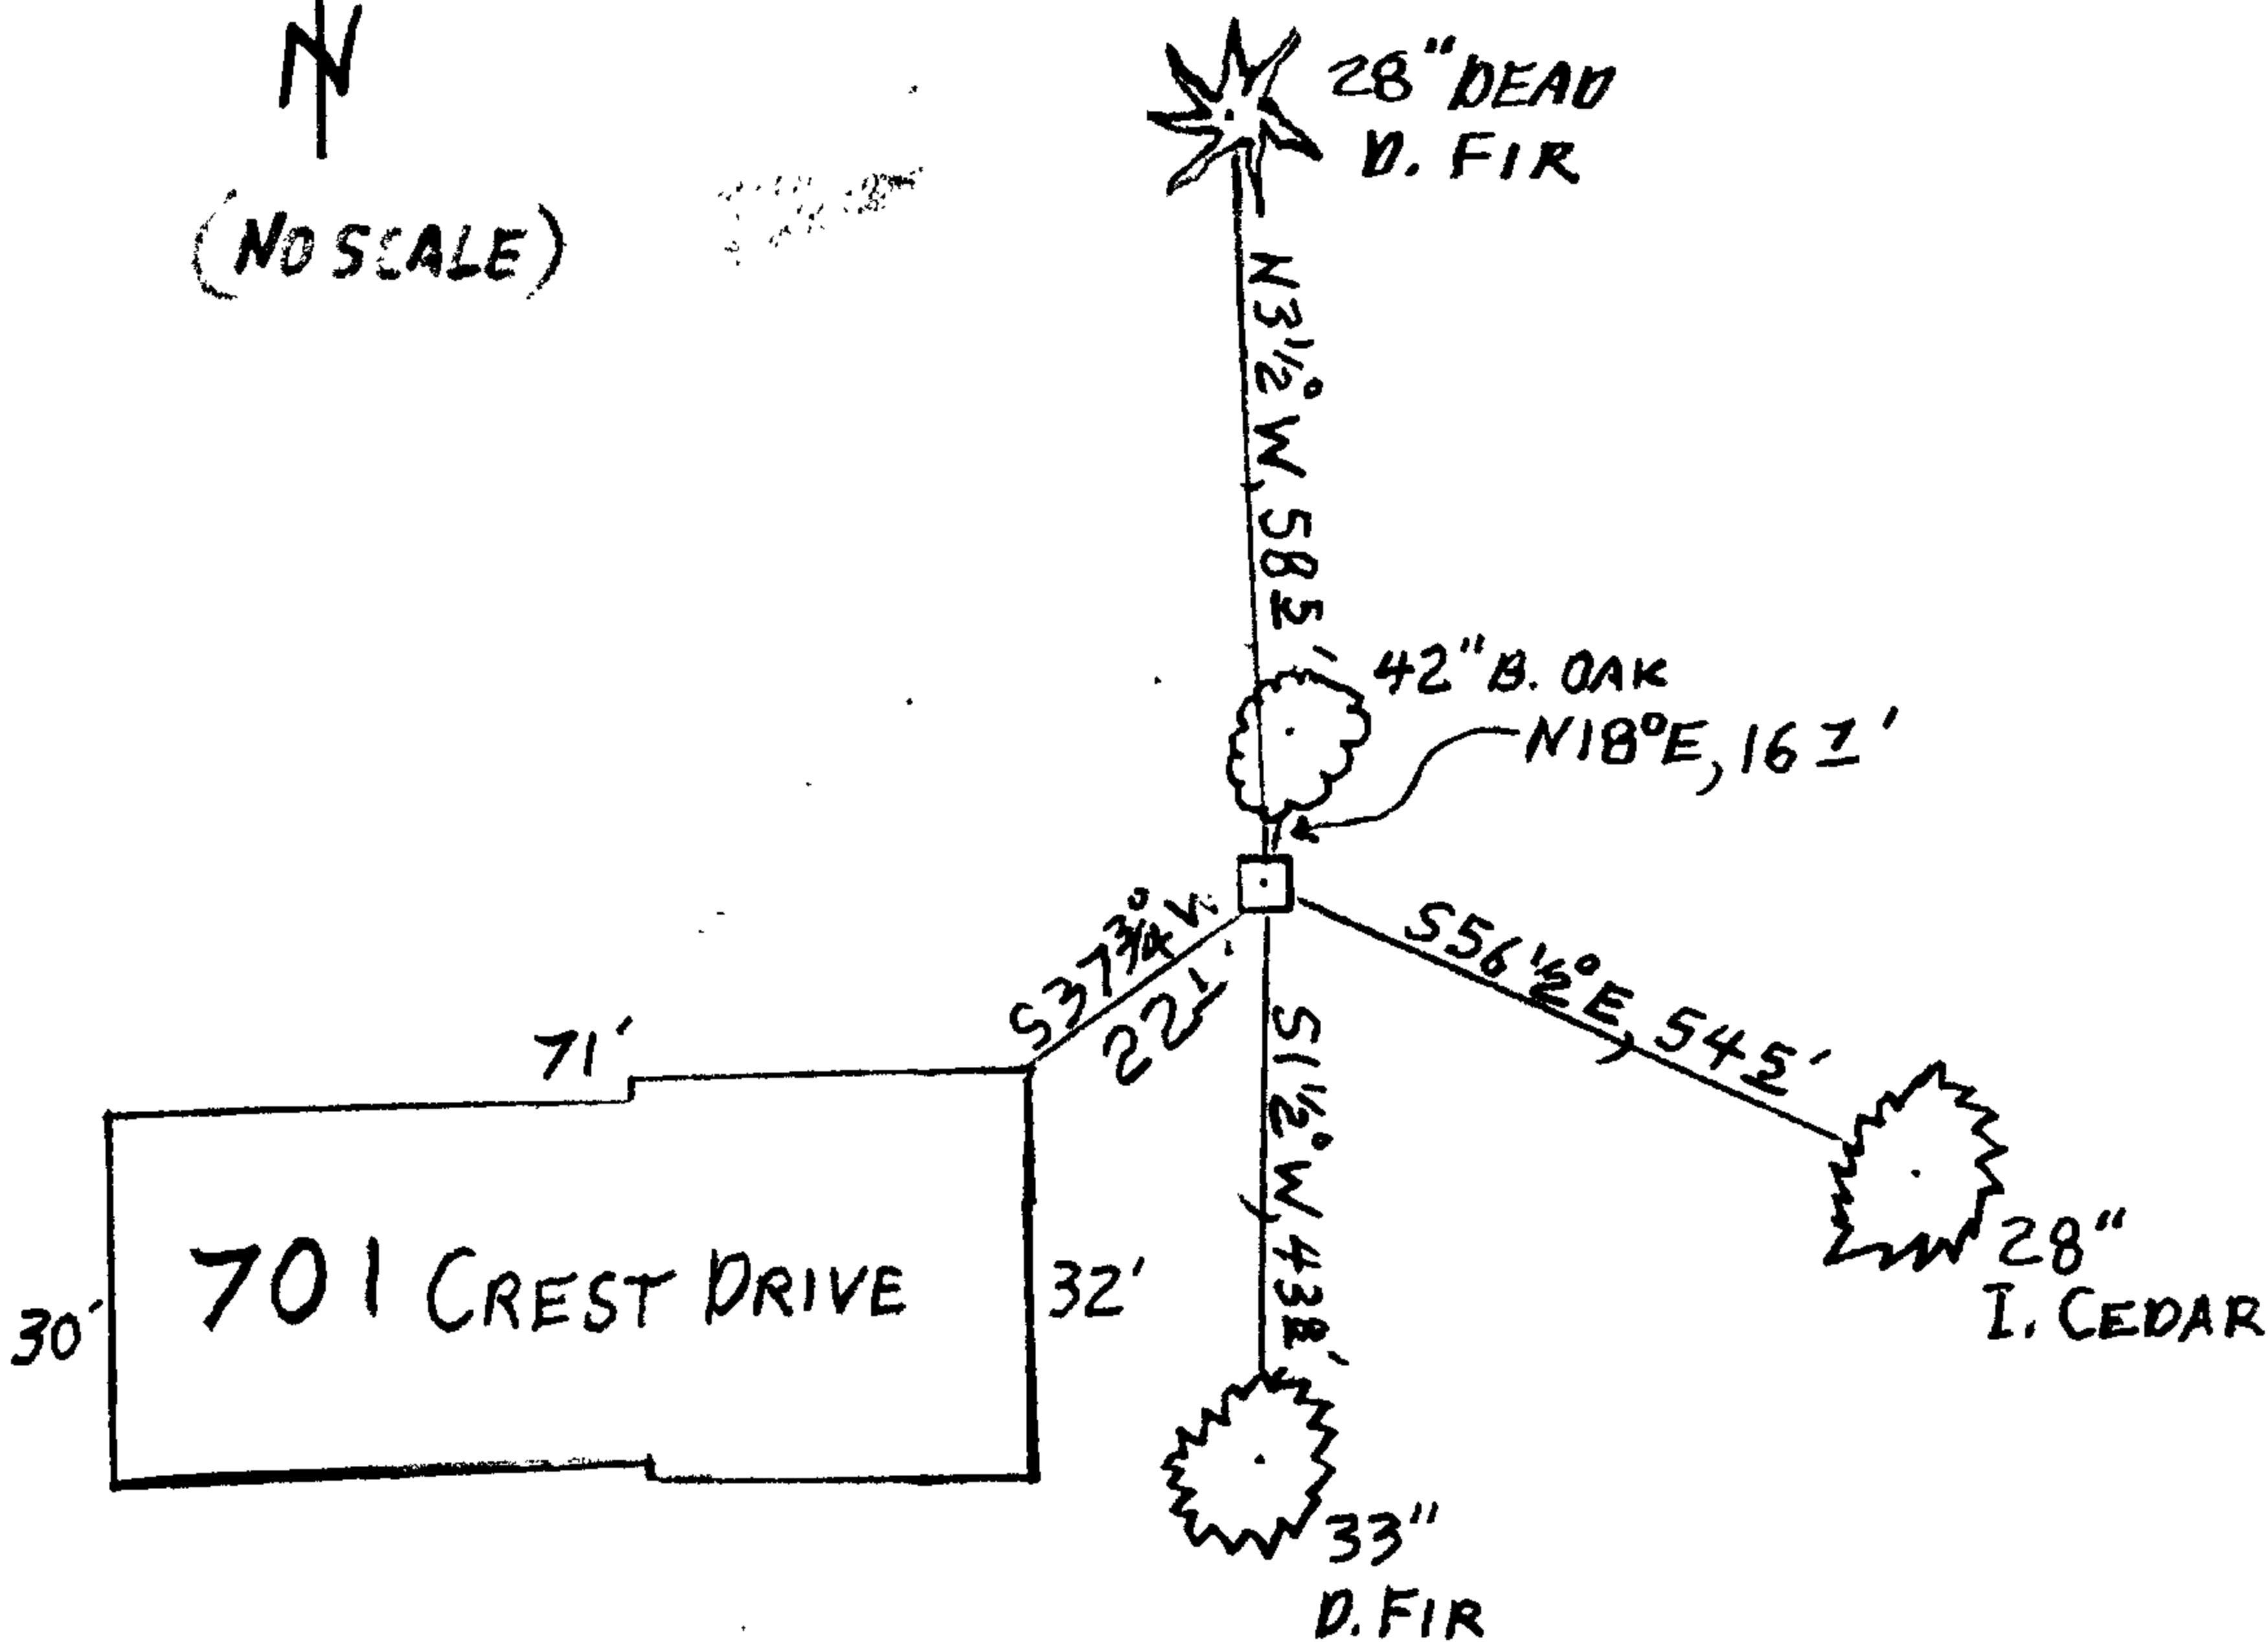 N
(NO SCALE)
28" DEAD
D. FIR
N3½°W, 58 5'
42" B. OAK
N18°E, 16 1'
S37¾°W
22 1'
S56½°E, 54 5'
S1½°W, 43
71'
701 CREST DRIVE
30'
32'
28"
I. CEDAR
33"
D. FIR